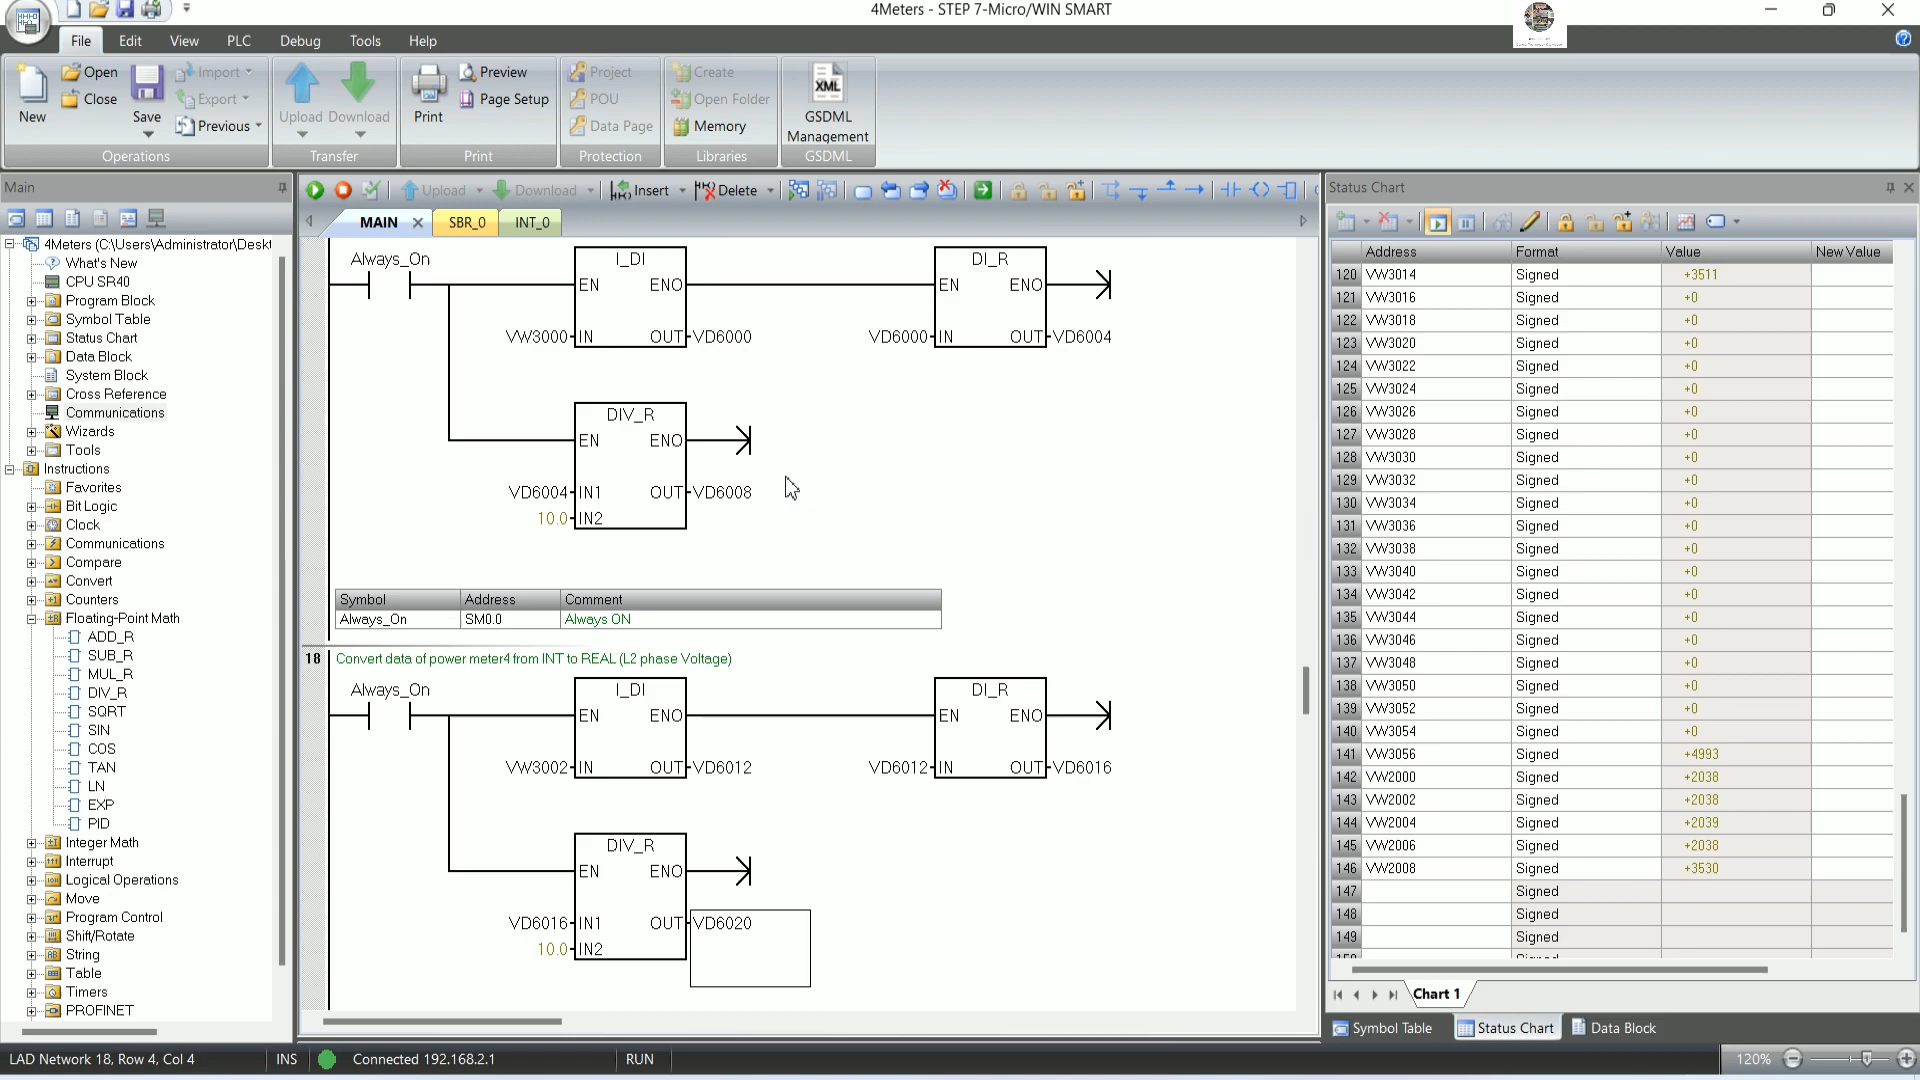 4Meters - STEP 7-Micro/WIN SMART
File Edit View PLC Debug Tools Help
New Open Close Save Import Export Previous
Upload Download Print Preview Page Setup
Project POU Data Page Create Open Folder Memory
XML GSDML Management
Operations Transfer Print Protection Libraries GSDML
Main
Upload Download Insert Delete
MAIN SBR_0 INT_0
4Meters (C:\Users\Administrator\Deskt
What's New
CPU SR40
Program Block
Symbol Table
Status Chart
Data Block
System Block
Cross Reference
Communications
Wizards
Tools
Instructions
Favorites
Bit Logic
Clock
Communications
Compare
Convert
Counters
Floating-Point Math
ADD_R
SUB_R
MUL_R
DIV_R
SQRT
SIN
COS
TAN
LN
EXP
PID
Integer Math
Interrupt
Logical Operations
Move
Program Control
Shift/Rotate
String
Table
Timers
PROFINET
Always_On I_DI DI_R
EN ENO EN ENO
VW3000 IN OUT VD6000 VD6000 IN OUT VD6004
DIV_R
EN ENO
VD6004 IN1 OUT VD6008
10.0 IN2
Symbol Address Comment
Always_On SM0.0 Always ON
18 Convert data of power meter4 from INT to REAL (L2 phase Voltage)
Always_On I_DI DI_R
EN ENO EN ENO
VW3002 IN OUT VD6012 VD6012 IN OUT VD6016
DIV_R
EN ENO
VD6016 IN1 OUT VD6020
10.0 IN2
Status Chart
Address Format Value New Value
120 VW3014 Signed +3511
121 VW3016 Signed +0
122 VW3018 Signed +0
123 VW3020 Signed +0
124 VW3022 Signed +0
125 VW3024 Signed +0
126 VW3026 Signed +0
127 VW3028 Signed +0
128 VW3030 Signed +0
129 VW3032 Signed +0
130 VW3034 Signed +0
131 VW3036 Signed +0
132 VW3038 Signed +0
133 VW3040 Signed +0
134 VW3042 Signed +0
135 VW3044 Signed +0
136 VW3046 Signed +0
137 VW3048 Signed +0
138 VW3050 Signed +0
139 VW3052 Signed +0
140 VW3054 Signed +0
141 VW3056 Signed +4993
142 VW2000 Signed +2038
143 VW2002 Signed +2038
144 VW2004 Signed +2039
145 VW2006 Signed +2038
146 VW2008 Signed +3530
147 Signed
148 Signed
149 Signed
Chart 1
Symbol Table Status Chart Data Block
LAD Network 18, Row 4, Col 4 INS Connected 192.168.2.1 RUN 120%